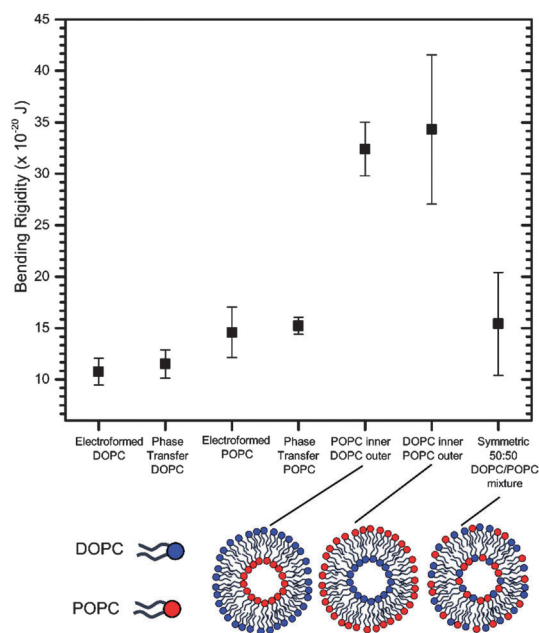 Bending Rigidity (x 10⁻²⁰ J)
45
40
35
30
25
20
15
10
Electroformed
DOPC
Phase
Transfer
DOPC
Electroformed
POPC
Phase
Transfer
POPC
POPC inner
DOPC outer
DOPC inner
POPC outer
Symmetric
50:50
DOPC/POPC
mixture
DOPC
POPC